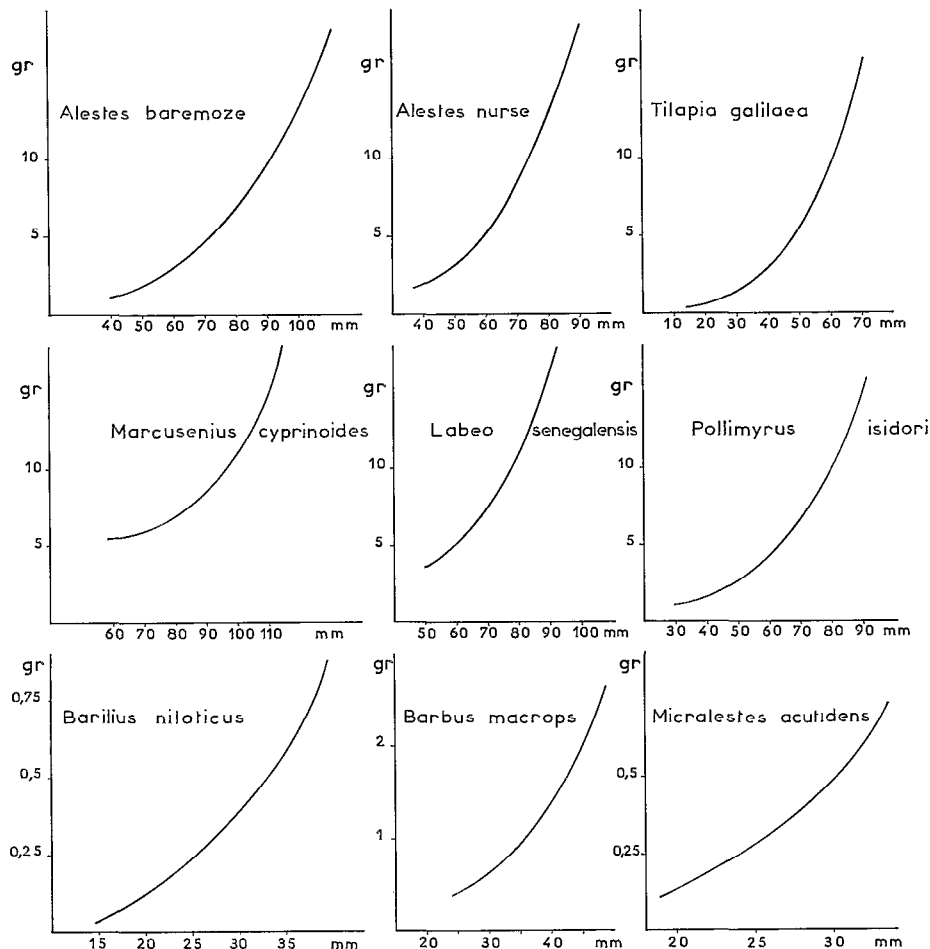 gr
Alestes baremoze
10
5
40 50 60 70 80 90 100 mm
gr
Alestes nurse
10
5
40 50 60 70 80 90 mm
gr
Tilapia galilaea
10
5
10 20 30 40 50 60 70 mm
gr
Marcusenius cyprinoides
10
5
60 70 80 90 100 110 mm
gr
Labeo senegalensis
10
5
50 60 70 80 90 100 mm
gr
Pollimyrus isidori
10
5
30 40 50 60 70 80 90 mm
gr
0,75
Barilius niloticus
0,5
0,25
15 20 25 30 35 mm
gr
Barbus macrops
2
1
20 30 40 mm
gr
Micralestes acutidens
0,5
0,25
20 25 30 mm